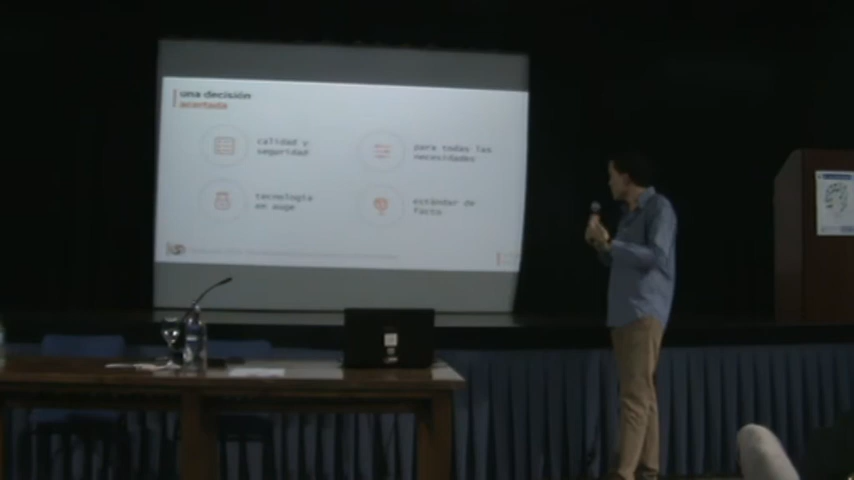 una decisión
acertada
calidad y
seguridad
para todas las
necesidades
tecnología
en auge
estándar de
facto